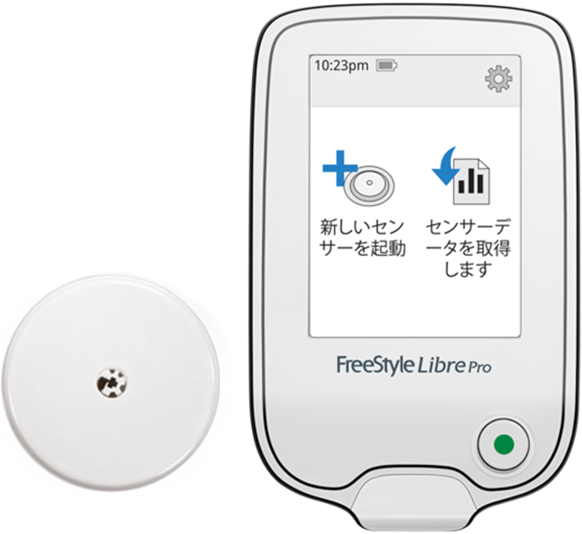 10:23pm
新しいセン
サーを起動
センサーデ
ータを取得
します
FreeStyle Libre Pro